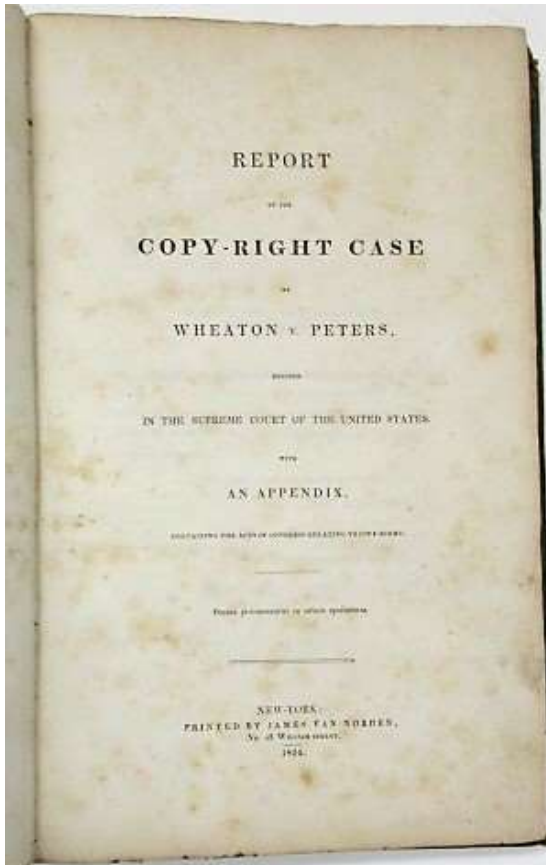 REPORT
OF THE
COPY-RIGHT CASE
OF
WHEATON v. PETERS,
DECIDED
IN THE SUPREME COURT OF THE UNITED STATES.
WITH
AN APPENDIX,
CONTAINING THE ACTS OF CONGRESS RELATING TO COPY-RIGHT.
NEW-YORK:
PRINTED BY JAMES VAN NORDEN,
No.
1834.